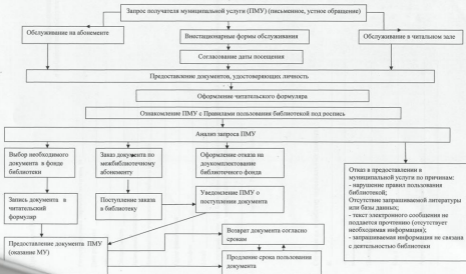 Запрос получателя муниципальной услуги (ПМУ) (письменное, устное обращение)
Обслуживание на абонементе
Внестационарные формы обслуживания
Обслуживание в читальном зале
Согласование даты посещения
Предоставление документов, удостоверяющих личность
Оформление читательского формуляра
Ознакомление ПМУ с Правилами пользования библиотекой под роспись
Анализ запроса ПМУ
Выбор необходимого
документа в фонде
библиотеки
Заказ документа по
межбиблиотечному
абонементу
Оформление отказа на
доукомплектование
библиотечного фонда
Отказ в предоставлении в
муниципальной услуги по причинам:
- нарушение правил пользования
библиотекой;
Отсутствие запрашиваемой литературы
или базы данных;
- текст электронного сообщения не
поддается прочтению (отсутствует
необходимая информация);
- запрашиваемая информация не связана
с деятельностью библиотеки
Запись документа в
читательский
формуляр
Поступление заказа
в библиотеку
Уведомление ПМУ о
поступлении документа
Предоставление документа ПМУ
(оказание МУ)
Возврат документа согласно
срокам
Продление срока пользования
документа